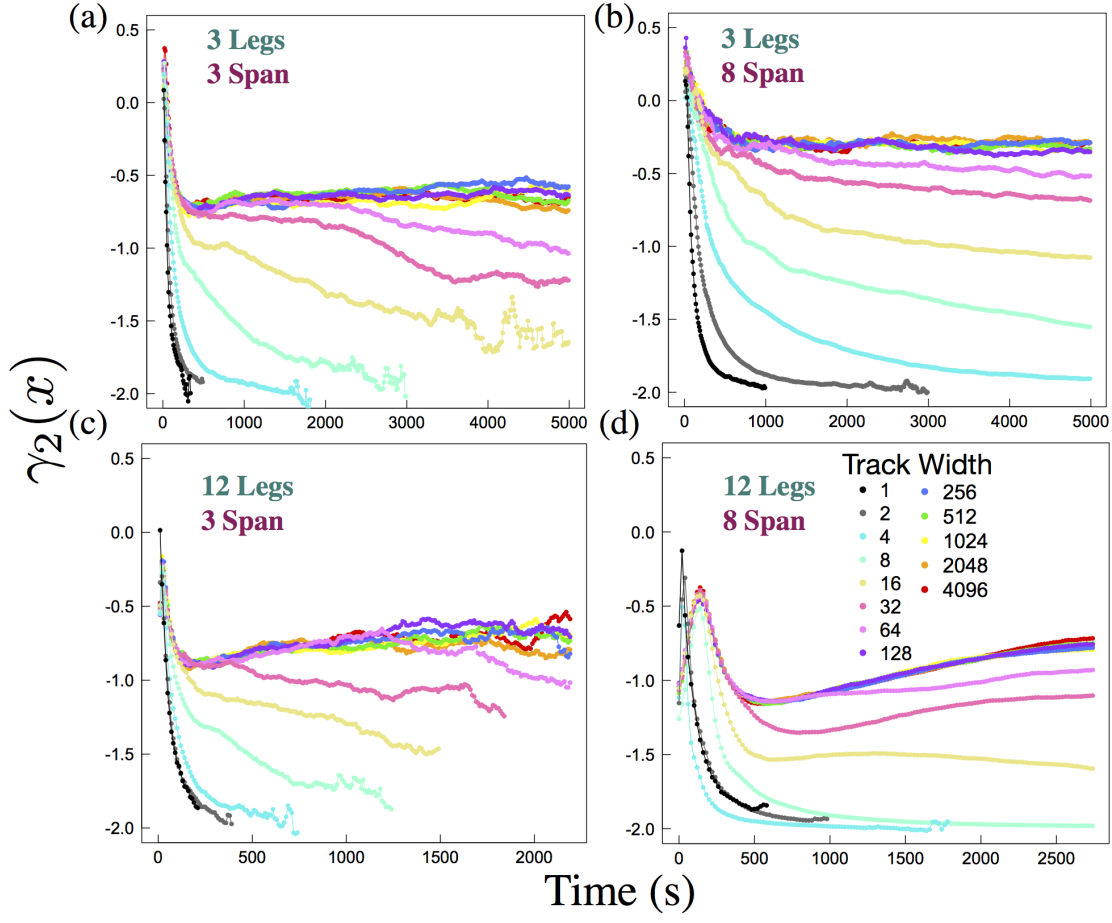 (a)
3 Legs
3 Span
0.5
0.0
-0.5
-1.0
-1.5
-2.0
0 1000 2000 3000 4000 5000
(b)
3 Legs
8 Span
0.5
0.0
-0.5
-1.0
-1.5
-2.0
0 1000 2000 3000 4000 5000
γ2(x)
(c)
12 Legs
3 Span
0.5
0.0
-0.5
-1.0
-1.5
-2.0
0 500 1000 1500 2000
(d)
12 Legs
8 Span
0.5
0.0
-0.5
-1.0
-1.5
-2.0
0 500 1000 1500 2000 2500
Track Width
1 256
2 512
4 1024
8 2048
16 4096
32
64
128
Time (s)